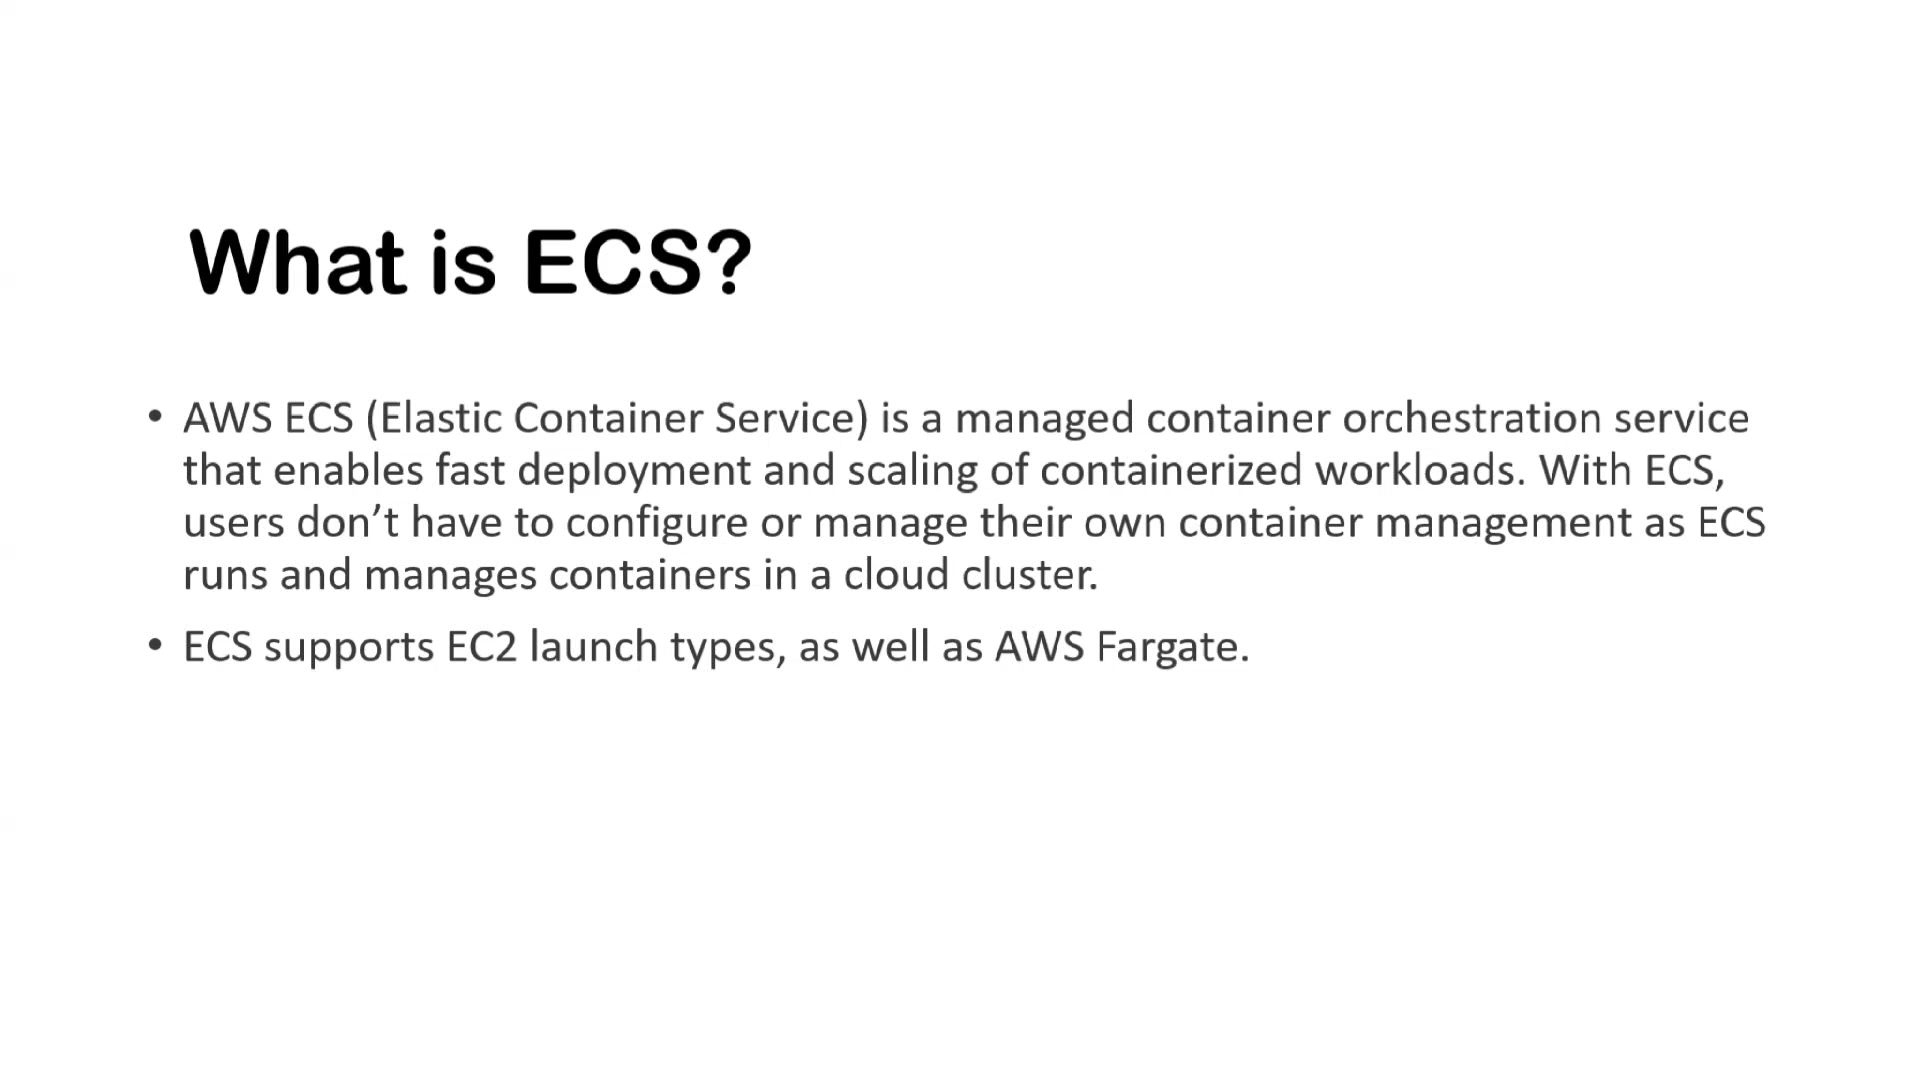 What is ECS?
• AWS ECS (Elastic Container Service) is a managed container orchestration service
that enables fast deployment and scaling of containerized workloads. With ECS,
users don’t have to configure or manage their own container management as ECS
runs and manages containers in a cloud cluster.
• ECS supports EC2 launch types, as well as AWS Fargate.